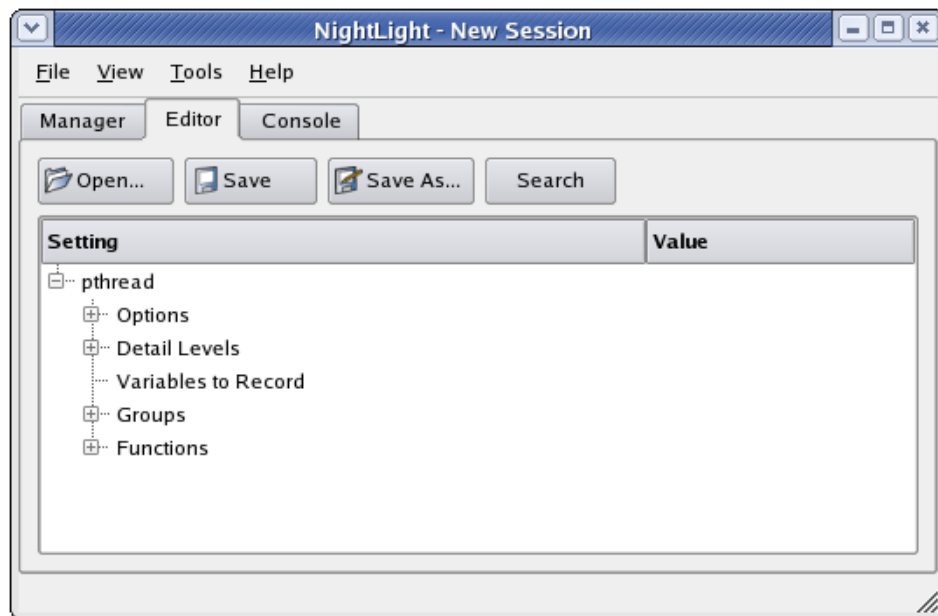 NightLight - New Session
File View Tools Help
Manager Editor Console
Open... Save Save As... Search
Setting Value
pthread
Options
Detail Levels
Variables to Record
Groups
Functions